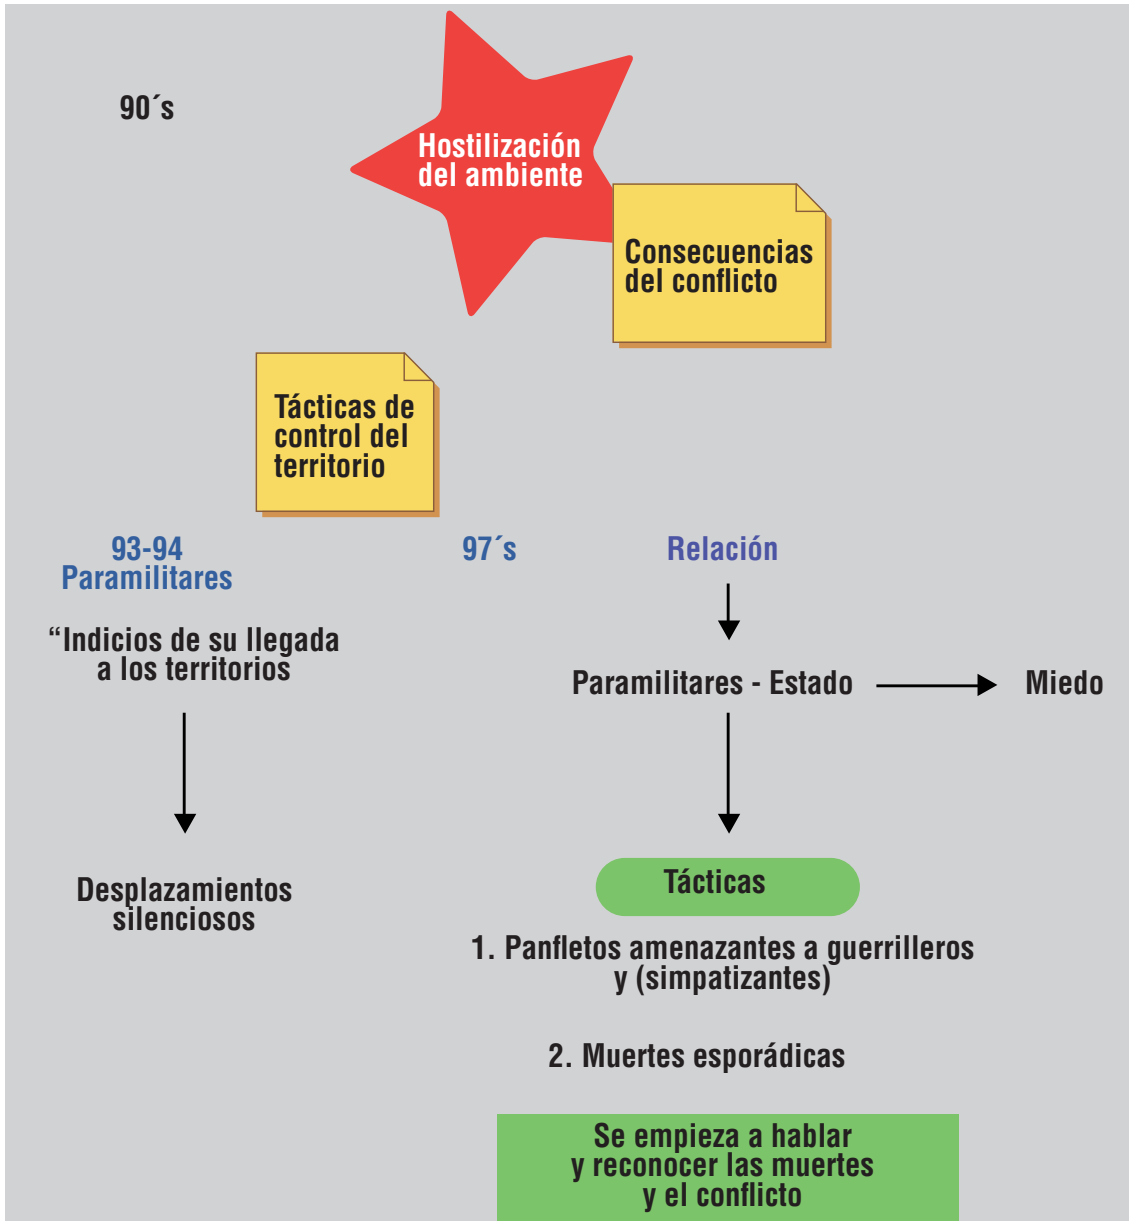 90´s
Hostilización
del ambiente
Consecuencias
del conflicto
Tácticas de
control del
territorio
93-94
Paramilitares
“Indicios de su llegada
a los territorios
Desplazamientos
silenciosos
97´s
Relación
Paramilitares - Estado
Miedo
Tácticas
1. Panfletos amenazantes a guerrilleros
y (simpatizantes)
2. Muertes esporádicas
Se empieza a hablar
y reconocer las muertes
y el conflicto